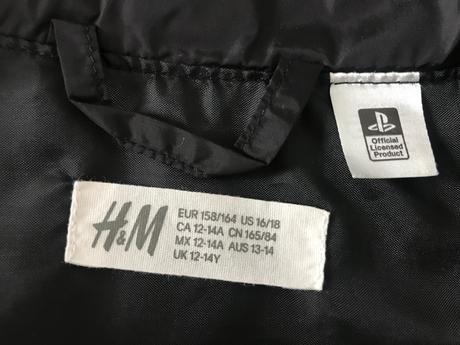 Official
Licensed
Product
H&M
EUR 158/164 US 16/18
CA 12-14A CN 165/84
MX 12-14A AUS 13-14
UK 12-14Y